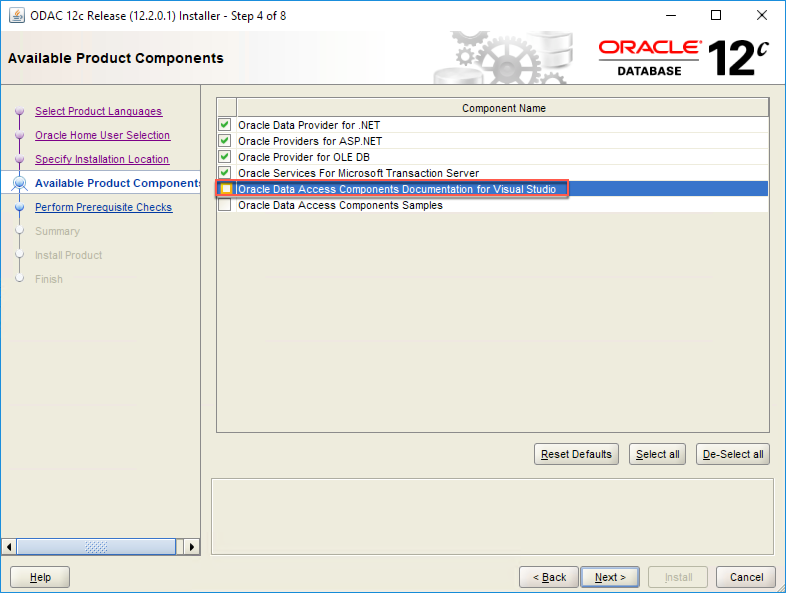 ODAC 12c Release (12.2.0.1) Installer - Step 4 of 8
Available Product Components
ORACLE
DATABASE
12c
Select Product Languages
Oracle Home User Selection
Specify Installation Location
Available Product Components
Perform Prerequisite Checks
Summary
Install Product
Finish
Component Name
Oracle Data Provider for .NET
Oracle Providers for ASP.NET
Oracle Provider for OLE DB
Oracle Services For Microsoft Transaction Server
Oracle Data Access Components Documentation for Visual Studio
Oracle Data Access Components Samples
Reset Defaults
Select all
De-Select all
Help
< Back
Next >
Install
Cancel